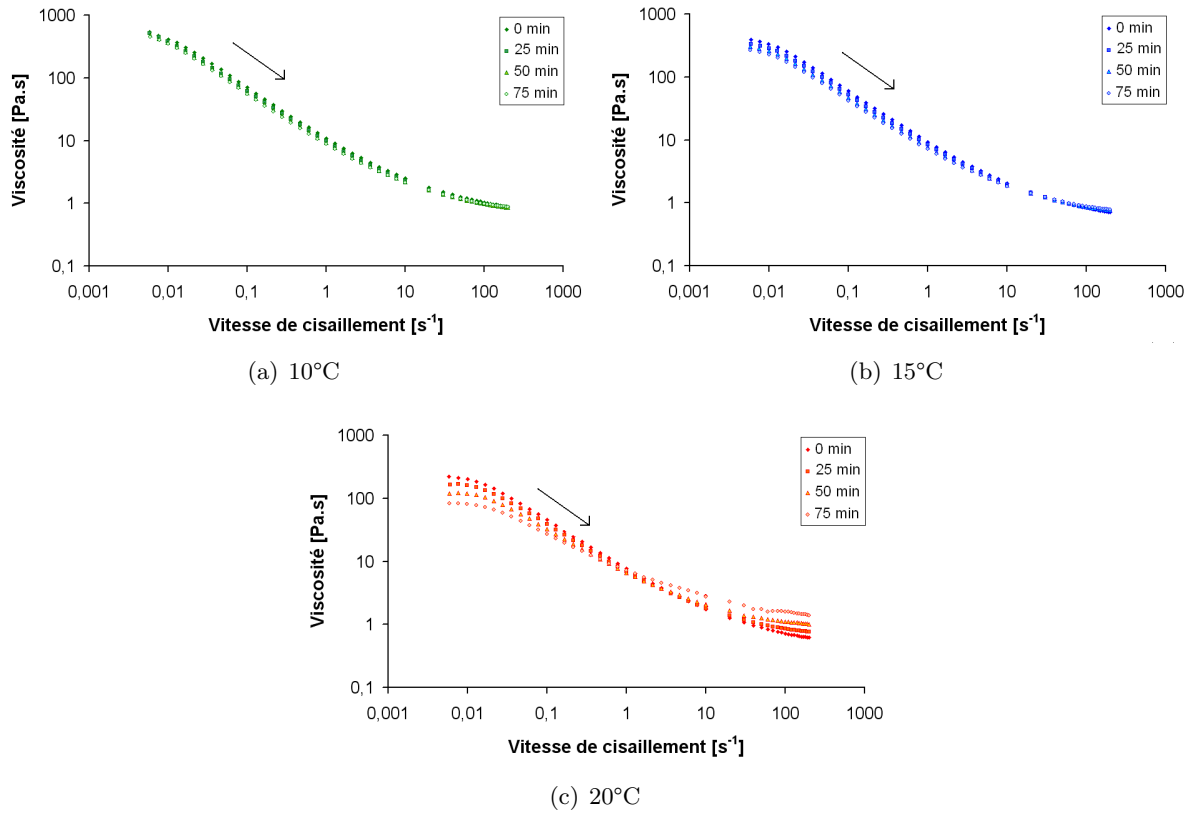 1000
100
10
1
0,1
Viscosité [Pa.s]
0 min
25 min
50 min
75 min
0,001 0,01 0,1 1 10 100 1000
Vitesse de cisaillement [s-1]
(a) 10°C
1000
100
10
1
0,1
Viscosité [Pa.s]
0 min
25 min
50 min
75 min
0,001 0,01 0,1 1 10 100 1000
Vitesse de cisaillement [s-1]
(b) 15°C
1000
100
10
1
0,1
Viscosité [Pa.s]
0 min
25 min
50 min
75 min
0,001 0,01 0,1 1 10 100 1000
Vitesse de cisaillement [s-1]
(c) 20°C